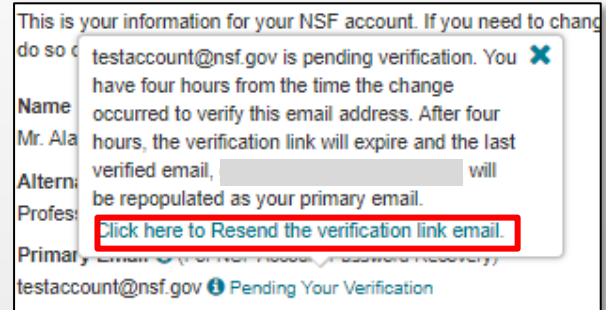 This is your information for your NSF account. If you need to chang
do so
testaccount@nsf.gov is pending verification. You
have four hours from the time the change
occurred to verify this email address. After four
hours, the verification link will expire and the last
verified email, will
be repopulated as your primary email.
Click here to Resend the verification link email.
Name
Mr. Ala
Altern
Profes
Primary Email (For NSF Account Password Recovery)
testaccount@nsf.gov Pending Your Verification